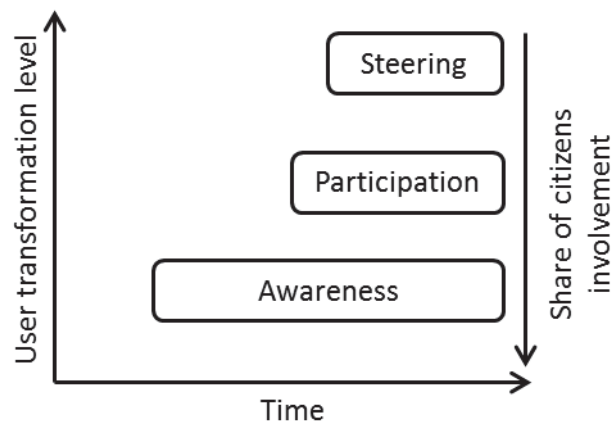 User transformation level
Steering
Participation
Awareness
Time
Share of citizens
involvement